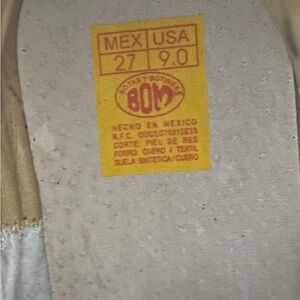 MEX USA
27 9.0
BOTAS Y BOTINES
BOM
HECHO EN MEXICO
R.F.C. OOCE070312E33
CORTE: PIEL DE RES
FORRO: CUERO / TEXTIL
SUELA: SINTETICA/CUERO